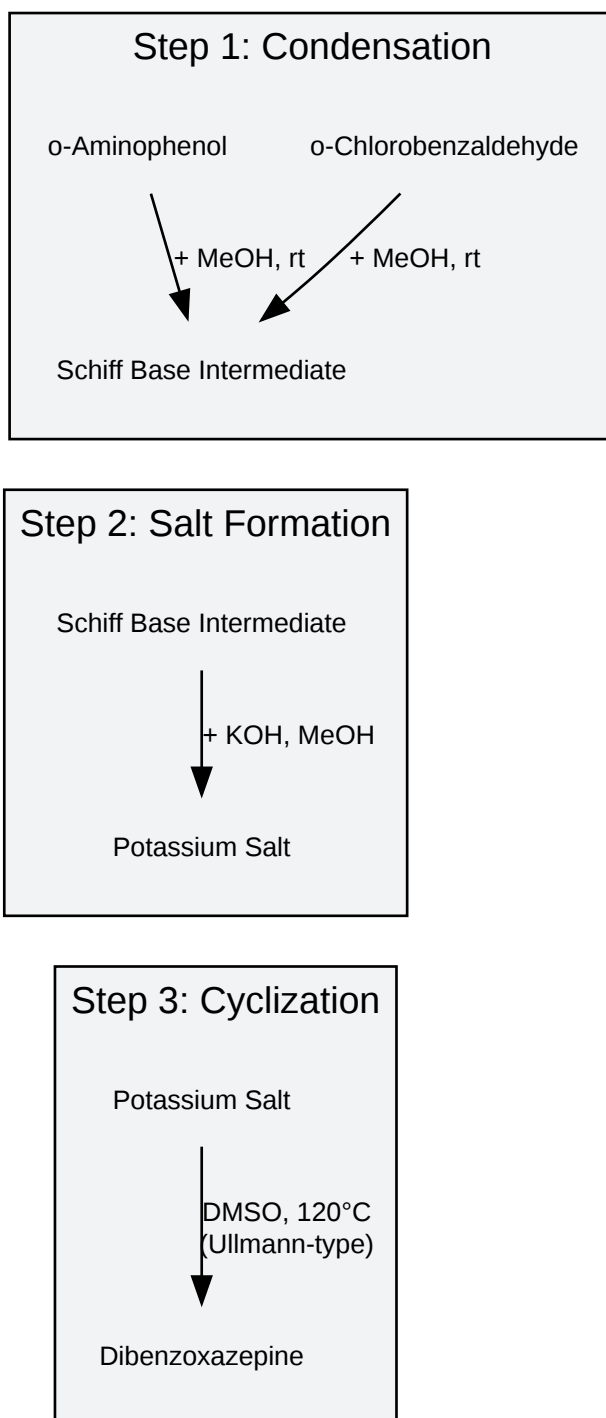 Step 1: Condensation
o-Aminophenol o-Chlorobenzaldehyde
+ MeOH, rt + MeOH, rt
Schiff Base Intermediate
Step 2: Salt Formation
Schiff Base Intermediate
+ KOH, MeOH
Potassium Salt
Step 3: Cyclization
Potassium Salt
DMSO, 120°C
(Ullmann-type)
Dibenzoxazepine